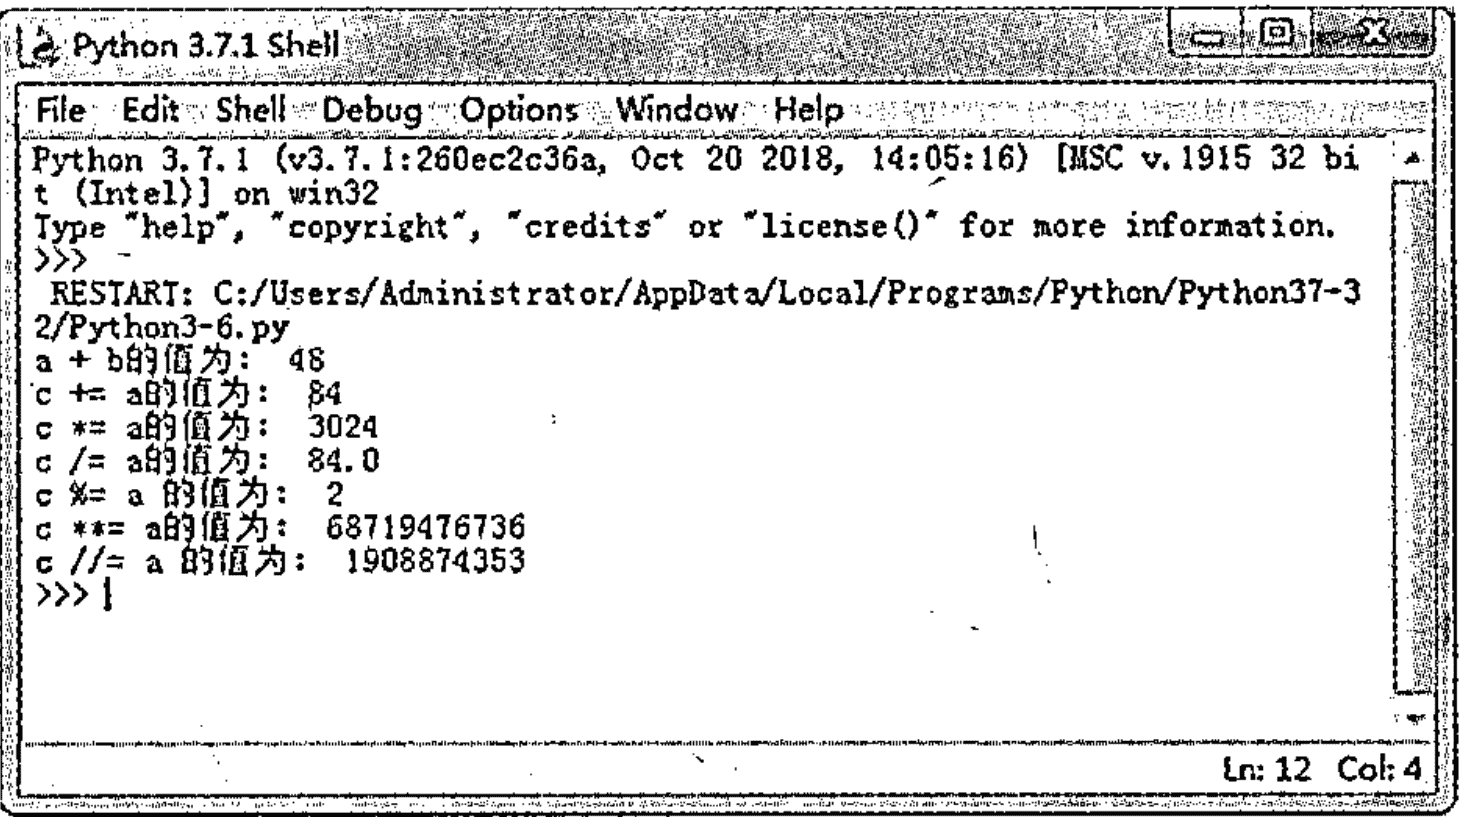 Python 3.7.1 Shell
File Edit Shell Debug Options Window Help
Python 3.7.1 (v3.7.1:260ec2c36a, Oct 20 2018, 14:05:16) [MSC v.1915 32 bi
t (Intel)] on win32
Type "help", "copyright", "credits" or "license()" for more information.
>>>
RESTART: C:/Users/Administrator/AppData/Local/Programs/Python/Python37-3
2/Python3-6.py
a + b的值为： 48
c += a的值为： 84
c *= a的值为： 3024
c /= a的值为： 84.0
c %= a 的值为： 2
c **= a的值为： 68719476736
c //= a 的值为： 1908874353
>>>
Ln: 12 Col: 4